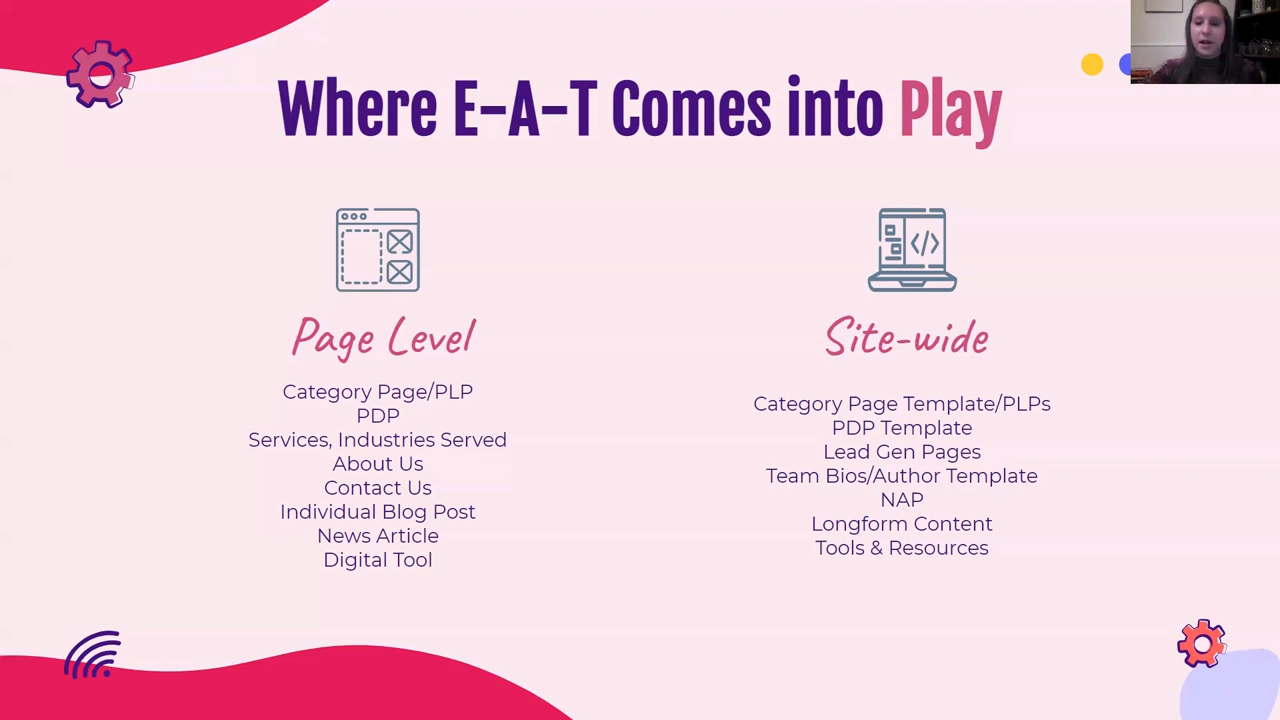 Where E-A-T Comes into Play
Page Level
Category Page/PLP
PDP
Services, Industries Served
About Us
Contact Us
Individual Blog Post
News Article
Digital Tool
Site-wide
Category Page Template/PLPs
PDP Template
Lead Gen Pages
Team Bios/Author Template
NAP
Longform Content
Tools & Resources